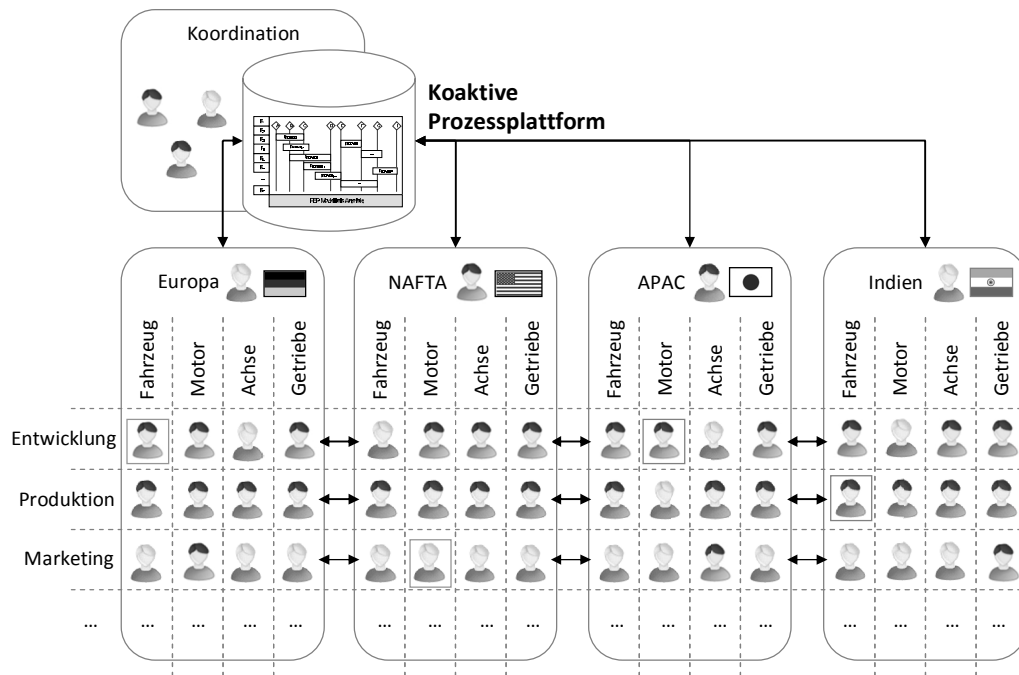 Koordination
Koaktive
Prozessplattform
Europa
NAFTA
APAC
Indien
Fahrzeug
Motor
Achse
Getriebe
Fahrzeug
Motor
Achse
Getriebe
Fahrzeug
Motor
Achse
Getriebe
Fahrzeug
Motor
Achse
Getriebe
Entwicklung
Produktion
Marketing
... ... ... ... ... ... ... ... ... ... ... ... ... ... ... ... ...